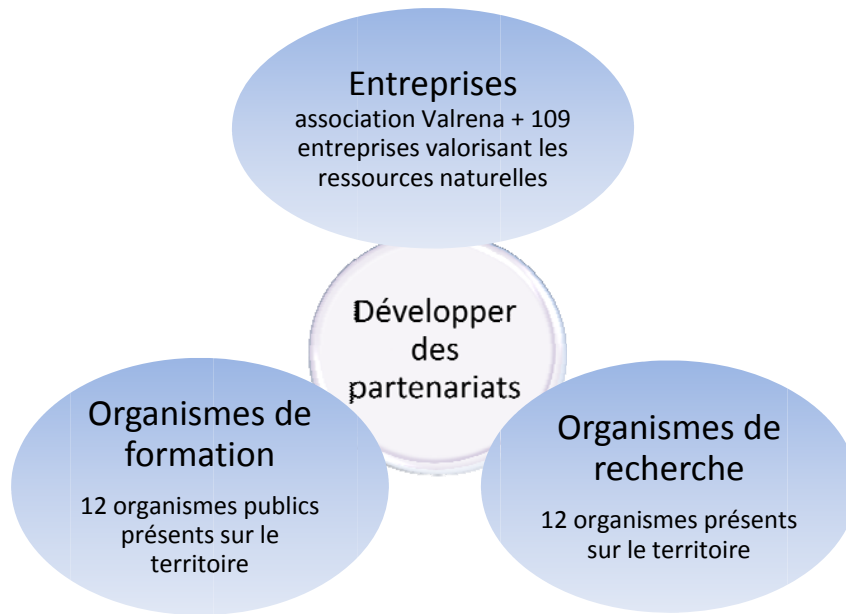 Entreprises
association Valrena + 109
entreprises valorisant les
ressources naturelles
Développer
des
partenariats
Organismes de
formation
12 organismes publics
présents sur le
territoire
Organismes de
recherche
12 organismes présents
sur le territoire